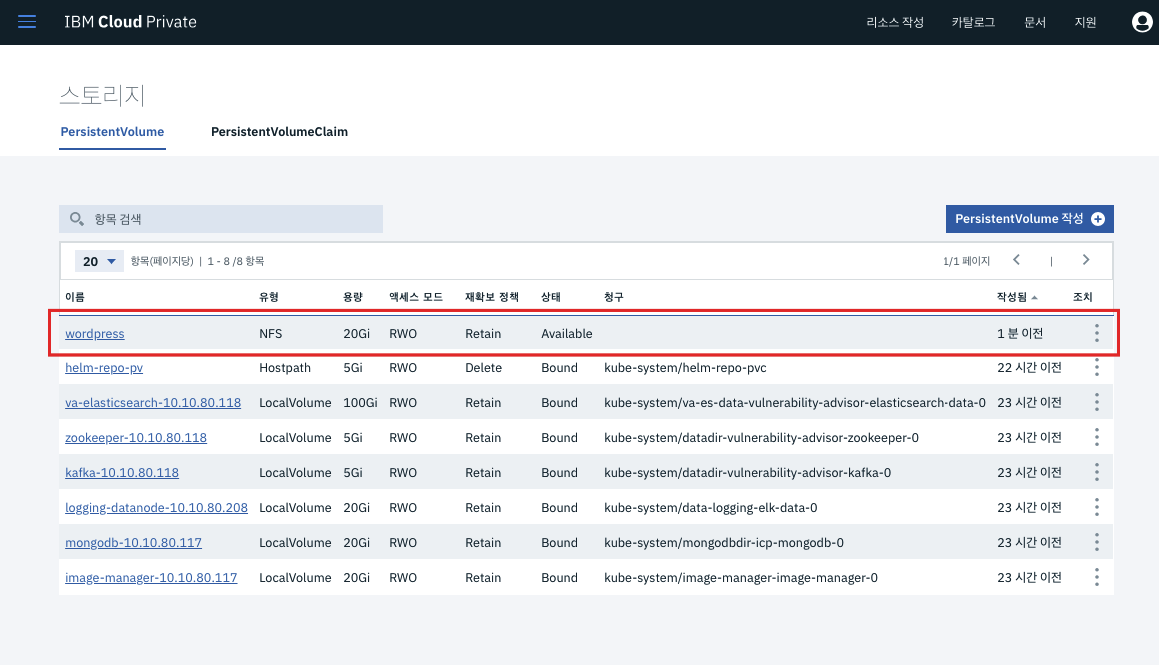 IBM Cloud Private 리소스 작성 카탈로그 문서 지원
스토리지
PersistentVolume PersistentVolumeClaim
항목 검색 PersistentVolume 작성
20 항목(페이지당) | 1 - 8 /8 항목 1/1 페이지 |
이름 유형 용량 액세스 모드 재확보 정책 상태 청구 작성됨 조치
wordpress NFS 20Gi RWO Retain Available 1 분 이전
helm-repo-pv Hostpath 5Gi RWO Delete Bound kube-system/helm-repo-pvc 22 시간 이전
va-elasticsearch-10.10.80.118 LocalVolume 100Gi RWO Retain Bound kube-system/va-es-data-vulnerability-advisor-elasticsearch-data-0 23 시간 이전
zookeeper-10.10.80.118 LocalVolume 5Gi RWO Retain Bound kube-system/datadir-vulnerability-advisor-zookeeper-0 23 시간 이전
kafka-10.10.80.118 LocalVolume 5Gi RWO Retain Bound kube-system/datadir-vulnerability-advisor-kafka-0 23 시간 이전
logging-datanode-10.10.80.208 LocalVolume 20Gi RWO Retain Bound kube-system/data-logging-elk-data-0 23 시간 이전
mongodb-10.10.80.117 LocalVolume 20Gi RWO Retain Bound kube-system/mongodbdir-icp-mongodb-0 23 시간 이전
image-manager-10.10.80.117 LocalVolume 20Gi RWO Retain Bound kube-system/image-manager-image-manager-0 23 시간 이전